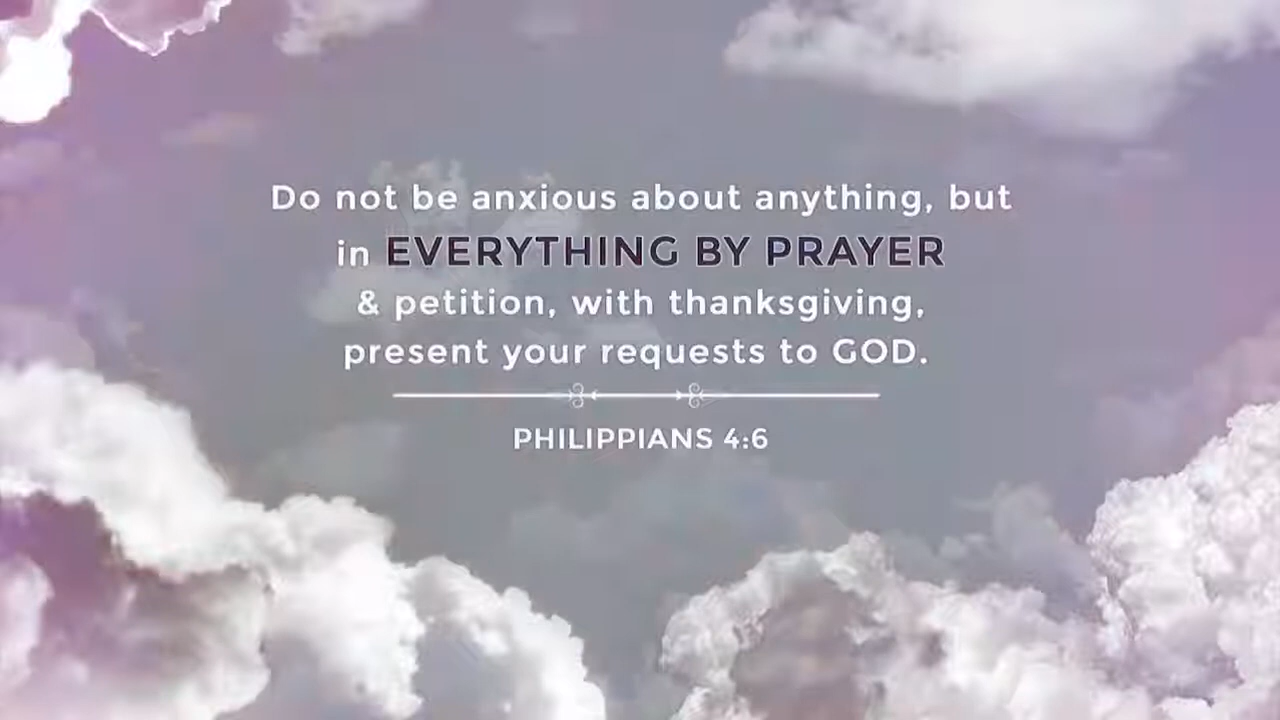 Do not be anxious about anything, but
in EVERYTHING BY PRAYER
& petition, with thanksgiving,
present your requests to GOD.
PHILIPPIANS 4:6